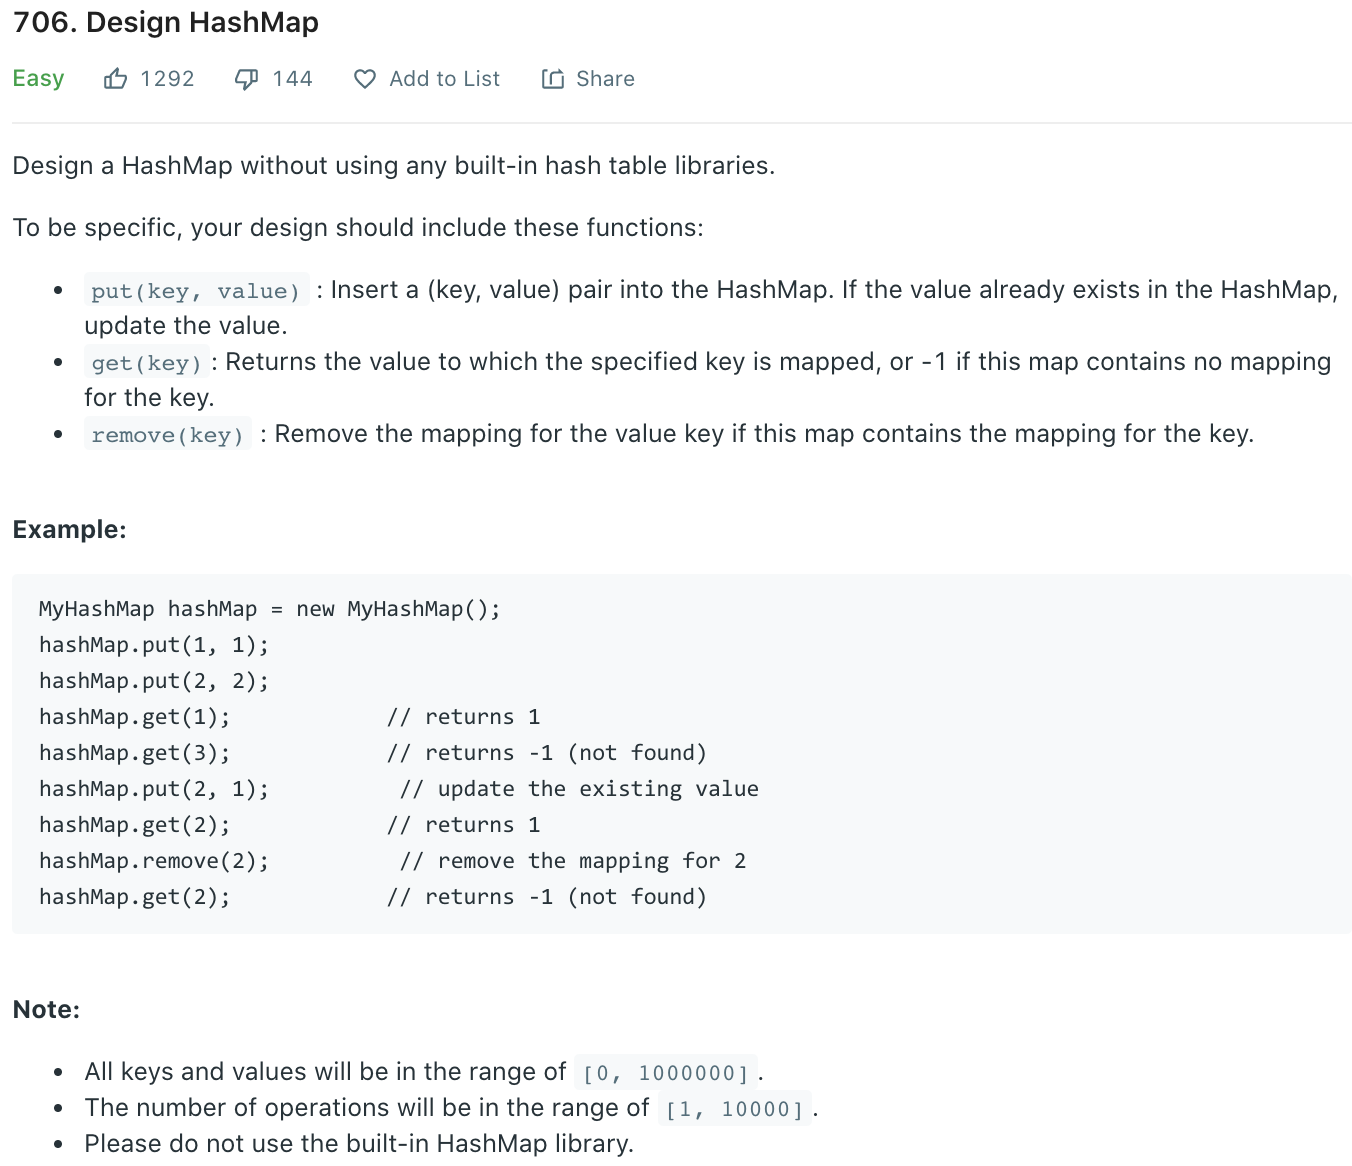 706. Design HashMap
Easy 1292 144 Add to List Share
Design a HashMap without using any built-in hash table libraries.
To be specific, your design should include these functions:
• put(key, value) : Insert a (key, value) pair into the HashMap. If the value already exists in the HashMap,
update the value.
• get(key) : Returns the value to which the specified key is mapped, or -1 if this map contains no mapping
for the key.
• remove(key) : Remove the mapping for the value key if this map contains the mapping for the key.
Example:
MyHashMap hashMap = new MyHashMap();
hashMap.put(1, 1);
hashMap.put(2, 2);
hashMap.get(1);            // returns 1
hashMap.get(3);            // returns -1 (not found)
hashMap.put(2, 1);          // update the existing value
hashMap.get(2);            // returns 1
hashMap.remove(2);          // remove the mapping for 2
hashMap.get(2);            // returns -1 (not found)
Note:
• All keys and values will be in the range of [0, 1000000] .
• The number of operations will be in the range of [1, 10000] .
• Please do not use the built-in HashMap library.